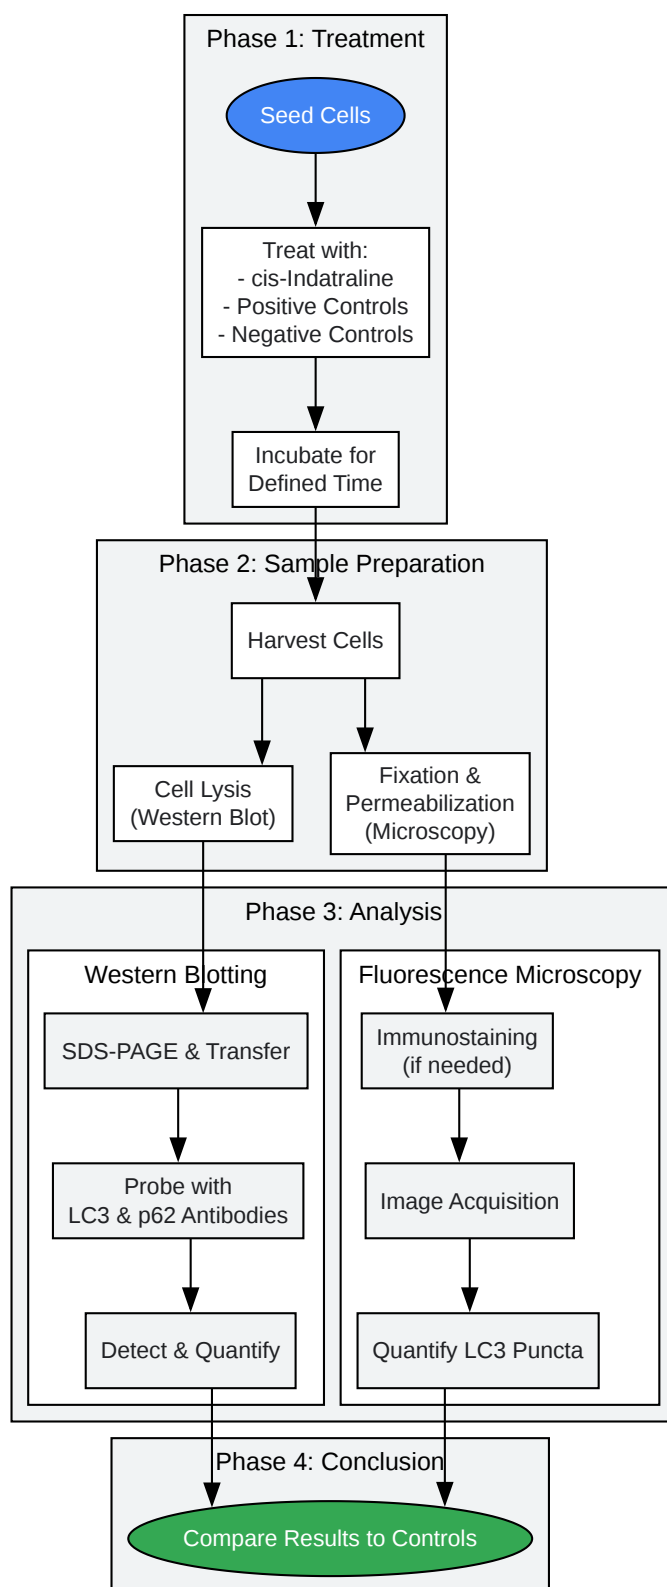 Phase 1: Treatment
Seed Cells
Treat with:
- cis-Indatraline
- Positive Controls
- Negative Controls
Incubate for
Defined Time
Phase 2: Sample Preparation
Harvest Cells
Cell Lysis
(Western Blot)
Fixation &
Permeabilization
(Microscopy)
Phase 3: Analysis
Western Blotting
SDS-PAGE & Transfer
Probe with
LC3 & p62 Antibodies
Detect & Quantify
Fluorescence Microscopy
Immunostaining
(if needed)
Image Acquisition
Quantify LC3 Puncta
Phase 4: Conclusion
Compare Results to Controls